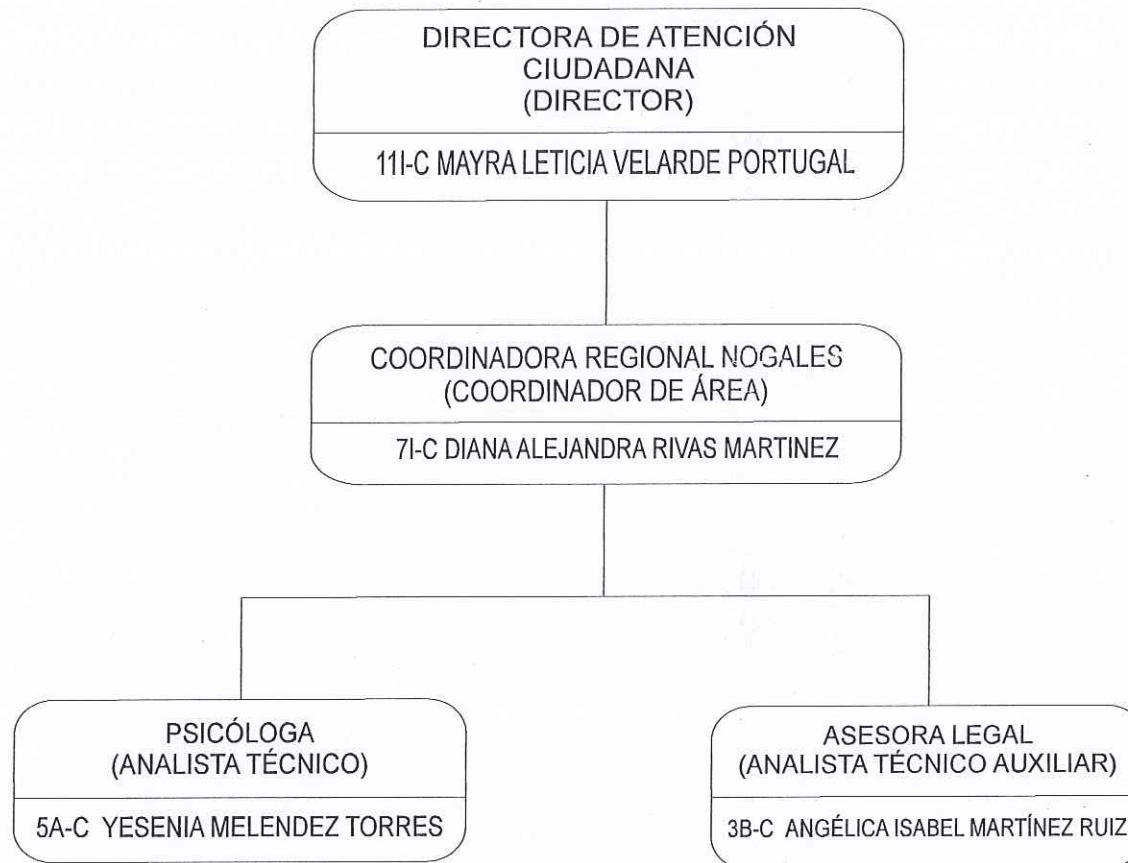 DIRECTORA DE ATENCIÓN
CIUDADANA
(DIRECTOR)
11I-C MAYRA LETICIA VELARDE PORTUGAL
COORDINADORA REGIONAL NOGALES
(COORDINADOR DE ÁREA)
7I-C DIANA ALEJANDRA RIVAS MARTINEZ
PSICÓLOGA
(ANALISTA TÉCNICO)
5A-C YESENIA MELENDEZ TORRES
ASESORA LEGAL
(ANALISTA TÉCNICO AUXILIAR)
3B-C ANGÉLICA ISABEL MARTÍNEZ RUIZ